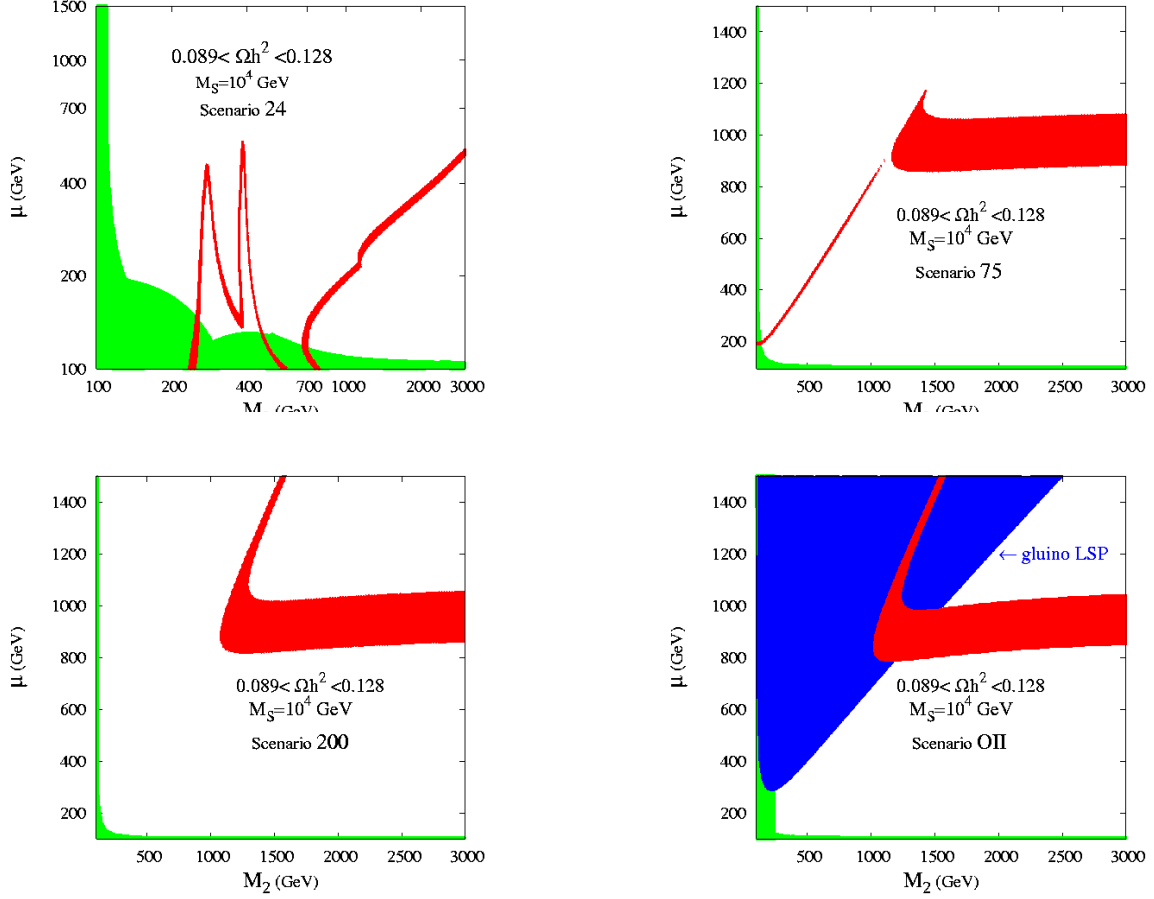 1500
1000
700
400
200
100
μ (GeV)
0.089< Ωh² <0.128
M_S=10⁴ GeV
Scenario 24
100 200 400 700 1000 2000 3000
(GeV)
1400
1200
1000
800
600
400
200
μ (GeV)
0.089< Ωh² <0.128
M_S=10⁴ GeV
Scenario 75
500 1000 1500 2000 2500 3000
(GeV)
1400
1200
1000
800
600
400
200
μ (GeV)
0.089< Ωh² <0.128
M_S=10⁴ GeV
Scenario 200
500 1000 1500 2000 2500 3000
M₂ (GeV)
1400
1200
1000
800
600
400
200
μ (GeV)
← gluino LSP
0.089< Ωh² <0.128
M_S=10⁴ GeV
Scenario OII
500 1000 1500 2000 2500 3000
M₂ (GeV)